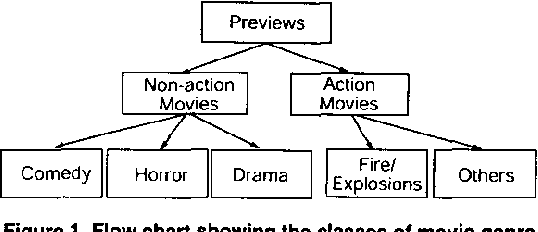 Previews
Non-action
Movies
Action
Movies
Comedy
Horror
Drama
Fire/
Explosions
Others
Figure 1. Flow chart showing the classes of movie genre